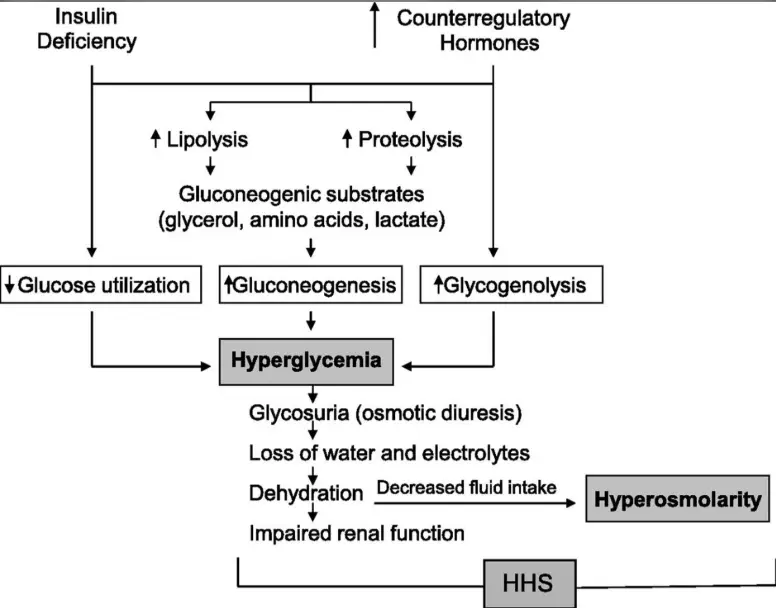 Insulin
Deficiency
↑ Counterregulatory
Hormones
↑ Lipolysis
↑ Proteolysis
Gluconeogenic substrates
(glycerol, amino acids, lactate)
↓ Glucose utilization
↑Gluconeogenesis
↑Glycogenolysis
Hyperglycemia
Glycosuria (osmotic diuresis)
Loss of water and electrolytes
Dehydration
Decreased fluid intake
Hyperosmolarity
Impaired renal function
HHS